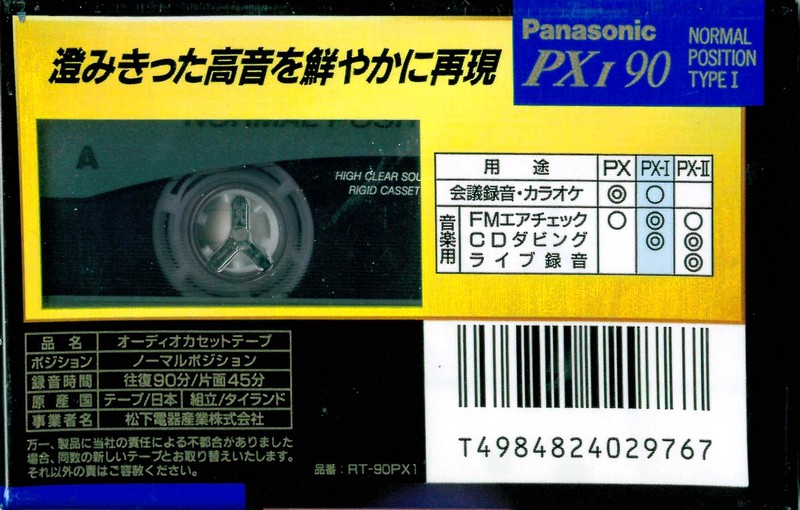 澄みきった高音を鮮やかに再現
Panasonic
PX I 90
NORMAL
POSITION
TYPE I
A
HIGH CLEAR SOU
RIGID CASSET
用途 PX PX-I PX-II
会議録音・カラオケ ◎ ○
音楽用
FMエアチェック ○ ◎ ○
CDダビング ◎ ◎
ライブ録音 ◎
品名 オーディオカセットテープ
ポジション ノーマルポジション
録音時間 往復90分/片面45分
原産国 テープ/日本 組立/タイランド
事業者名 松下電器産業株式会社
万一、製品に当社の責任による不都合がありました
場合、同数の新しいテープとお取り替えいたします。
それ以外の責はご容赦ください。
品番：RT-90PX1
T4984824029767